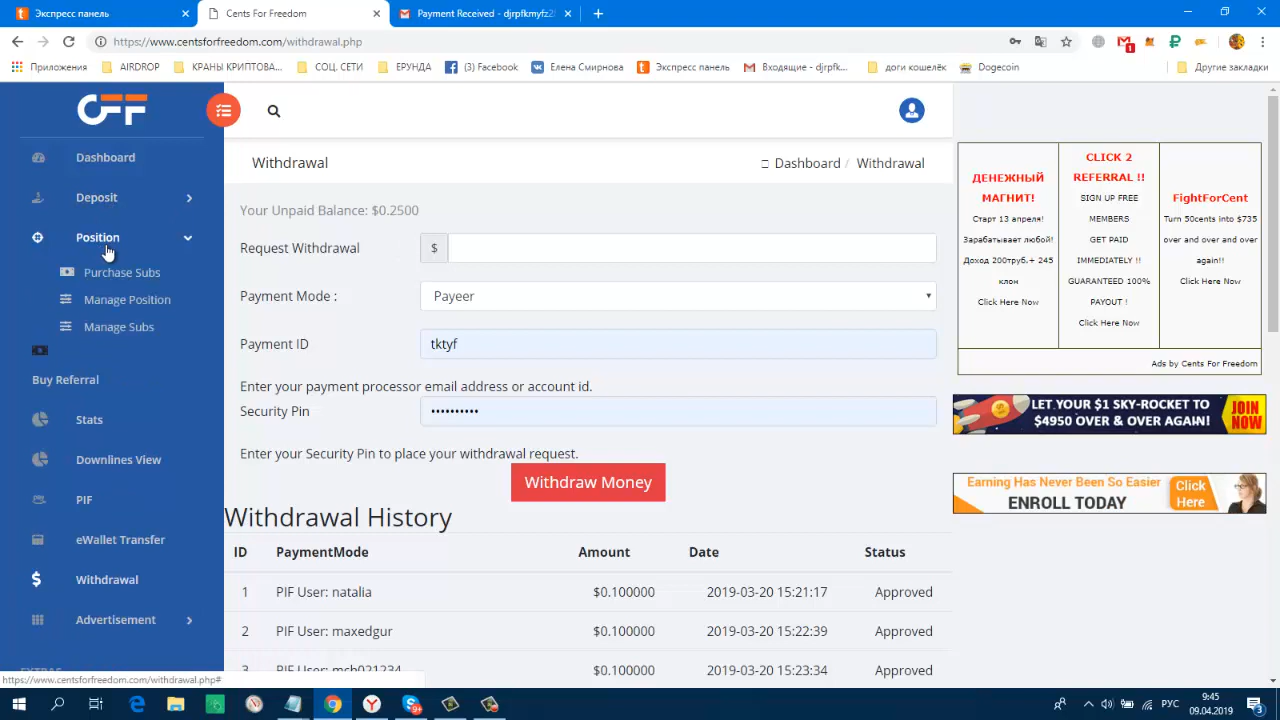 Экспресс панель
Cents For Freedom
Payment Received - djrpfkmyfz2l
https://www.centsforfreedom.com/withdrawal.php
Приложения
AIRDROP
КРАНЫ КРИПТОВА...
СОЦ. СЕТИ
ЕРУНДА
(3) Facebook
Елена Смирнова
Экспресс панель
Входящие - djrpfk...
доги кошелёк
Dogecoin
Другие закладки
CFF
Dashboard
Deposit
Position
Purchase Subs
Manage Position
Manage Subs
Buy Referral
Stats
Downlines View
PIF
eWallet Transfer
Withdrawal
Advertisement
EXTRAS
Withdrawal
Dashboard / Withdrawal
Your Unpaid Balance: $0.2500
Request Withdrawal
$
Payment Mode :
Payeer
Payment ID
tktyf
Enter your payment processor email address or account id.
Security Pin
••••••••••
Enter your Security Pin to place your withdrawal request.
Withdraw Money
Withdrawal History
ID PaymentMode Amount Date Status
1 PIF User: natalia $0.100000 2019-03-20 15:21:17 Approved
2 PIF User: maxedgur $0.100000 2019-03-20 15:22:39 Approved
3 PIF User: mch021234 $0.100000 2019-03-20 15:23:34 Approved
ДЕНЕЖНЫЙ
МАГНИТ!
Старт 13 апреля!
Зарабатывает любой!
Доход 200труб.+ 245
клон
Click Here Now
CLICK 2
REFERRAL !!
SIGN UP FREE
MEMBERS
GET PAID
IMMEDIATELY !!
GUARANTEED 100%
PAYOUT !
Click Here Now
FightForCent
Turn 50cents into $735
over and over and over
again!!
Click Here Now
Ads by Cents For Freedom
LET YOUR $1 SKY-ROCKET TO
$4950 OVER & OVER AGAIN!
JOIN
NOW
Earning Has Never Been So Easier
ENROLL TODAY
Click
Here
https://www.centsforfreedom.com/withdrawal.php#
РУС
9:45
09.04.2019